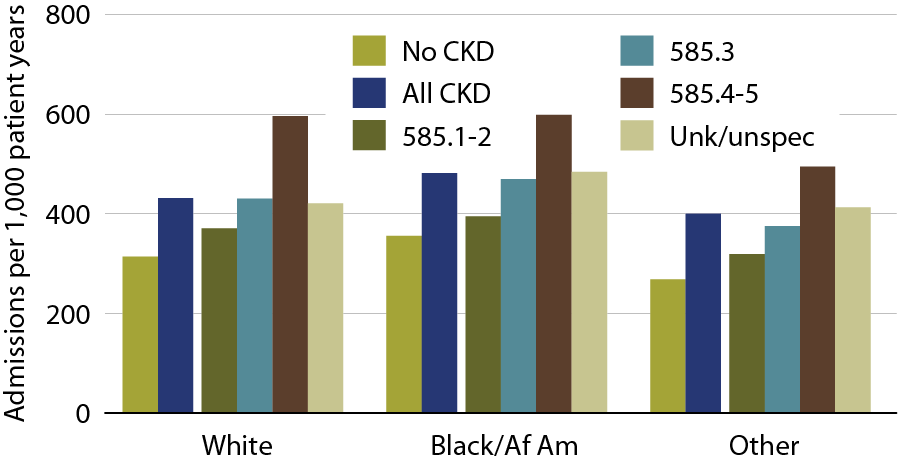 Admissions per 1,000 patient years
800
600
400
200
0
No CKD
All CKD
585.1-2
585.3
585.4-5
Unk/unspec
White
Black/Af Am
Other